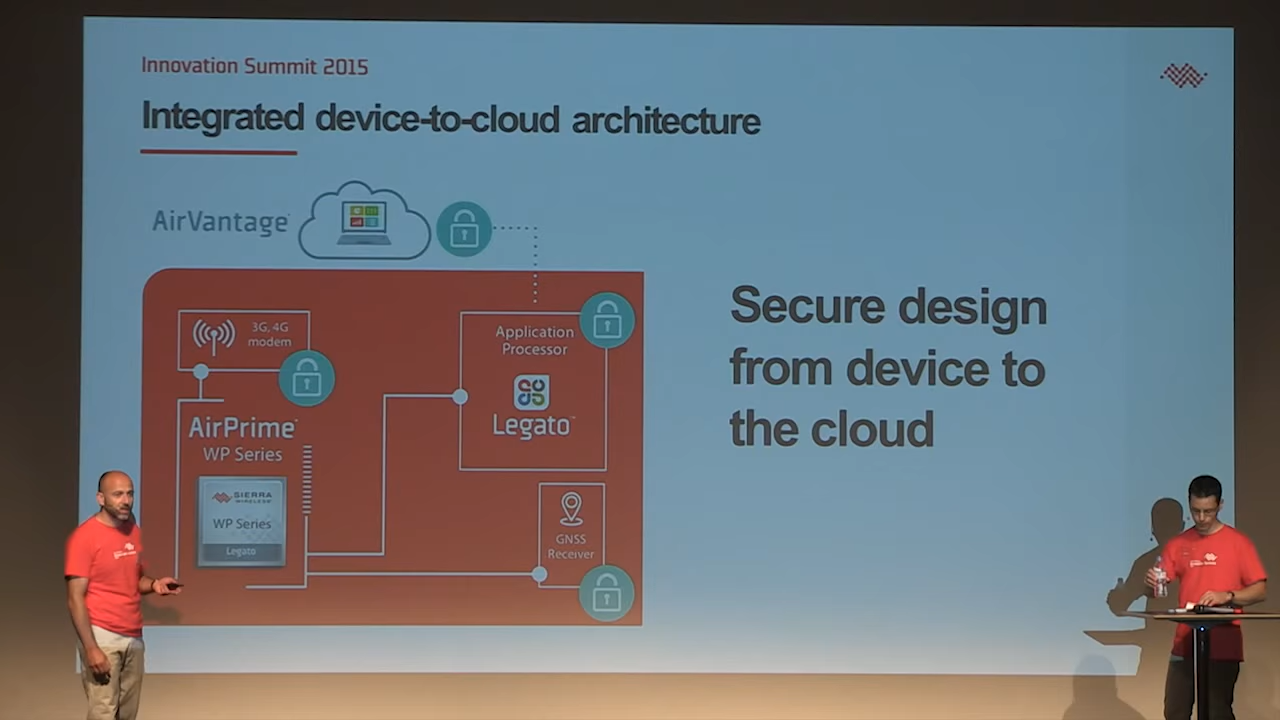 Innovation Summit 2015
Integrated device-to-cloud architecture
AirVantage
3G, 4G
modem
Application
Processor
Legato™
AirPrime
WP Series
SIERRA
WIRELESS
WP Series
Legato
GNSS
Receiver
Secure design
from device to
the cloud